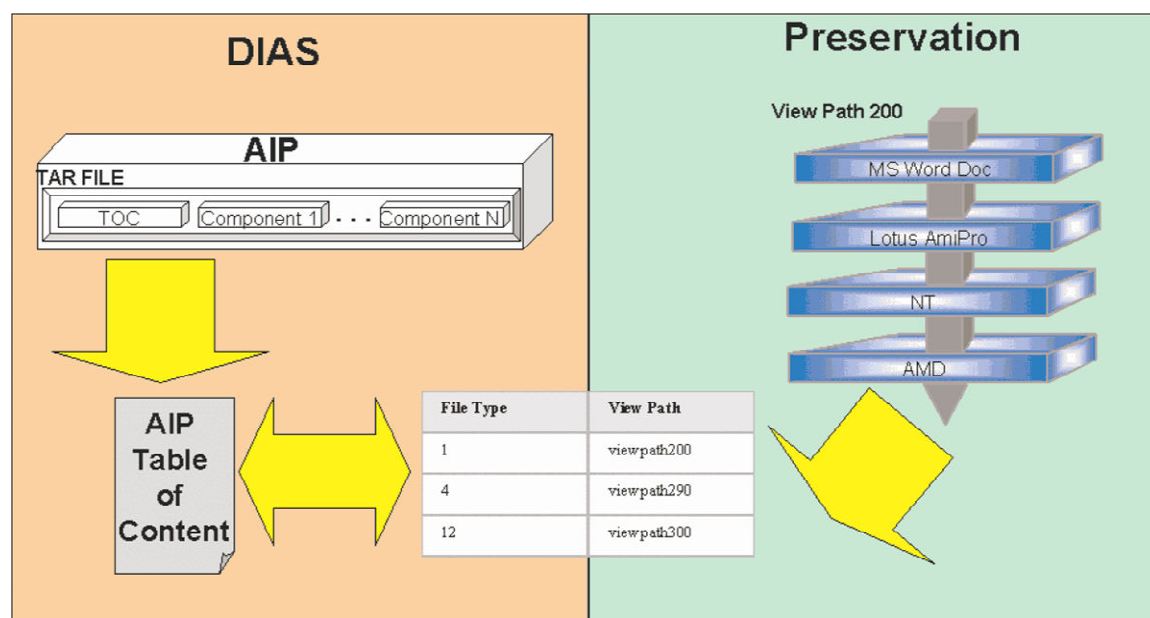 DIAS
AIP
TAR FILE
TOC Component 1 . . . Component N
AIP
Table
of
Content
File Type View Path
1 viewpath200
4 viewpath290
12 viewpath300
Preservation
View Path 200
MS Word Doc
Lotus AmiPro
NT
AMD